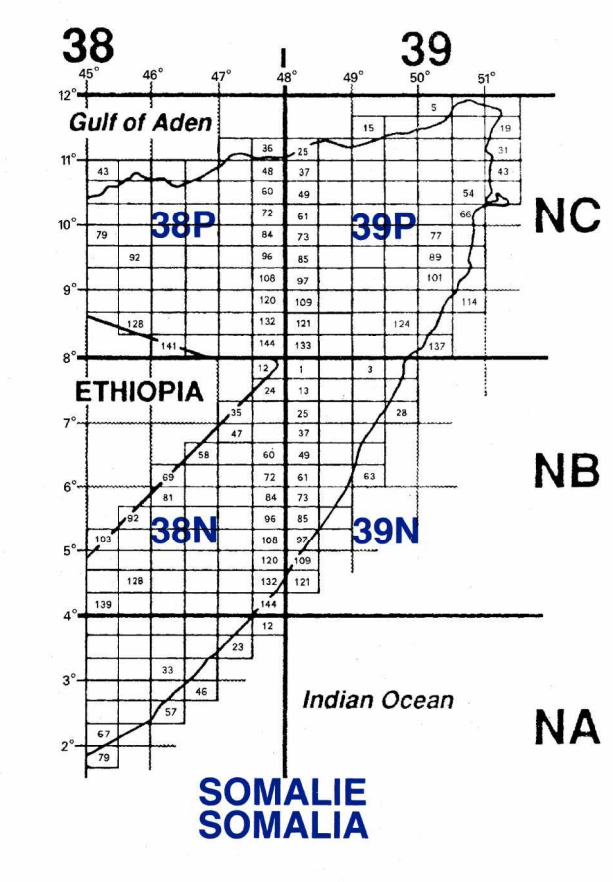 38 39
45° 46° 47° 48° 49° 50° 51°
12° 5
Gulf of Aden 15 19
36 25 31
11° 43 48 37 43
60 49 54
38P 72 61 39P 66 NC
10° 79 84 73 77
92 96 85 89
108 97 101
9° 120 109 114
128 132 121 124
141 144 133 137
8° 12 1 3
ETHIOPIA 24 13
35 25 28
7° 47 37
58 60 49
69 72 61 63 NB
6° 81 84 73
92 38N 96 85 39N
103 108 97
5° 120 109
128 132 121
139 144
4° 12
23
33
3° 46 Indian Ocean
57 NA
67
2° 79
SOMALIE
SOMALIA